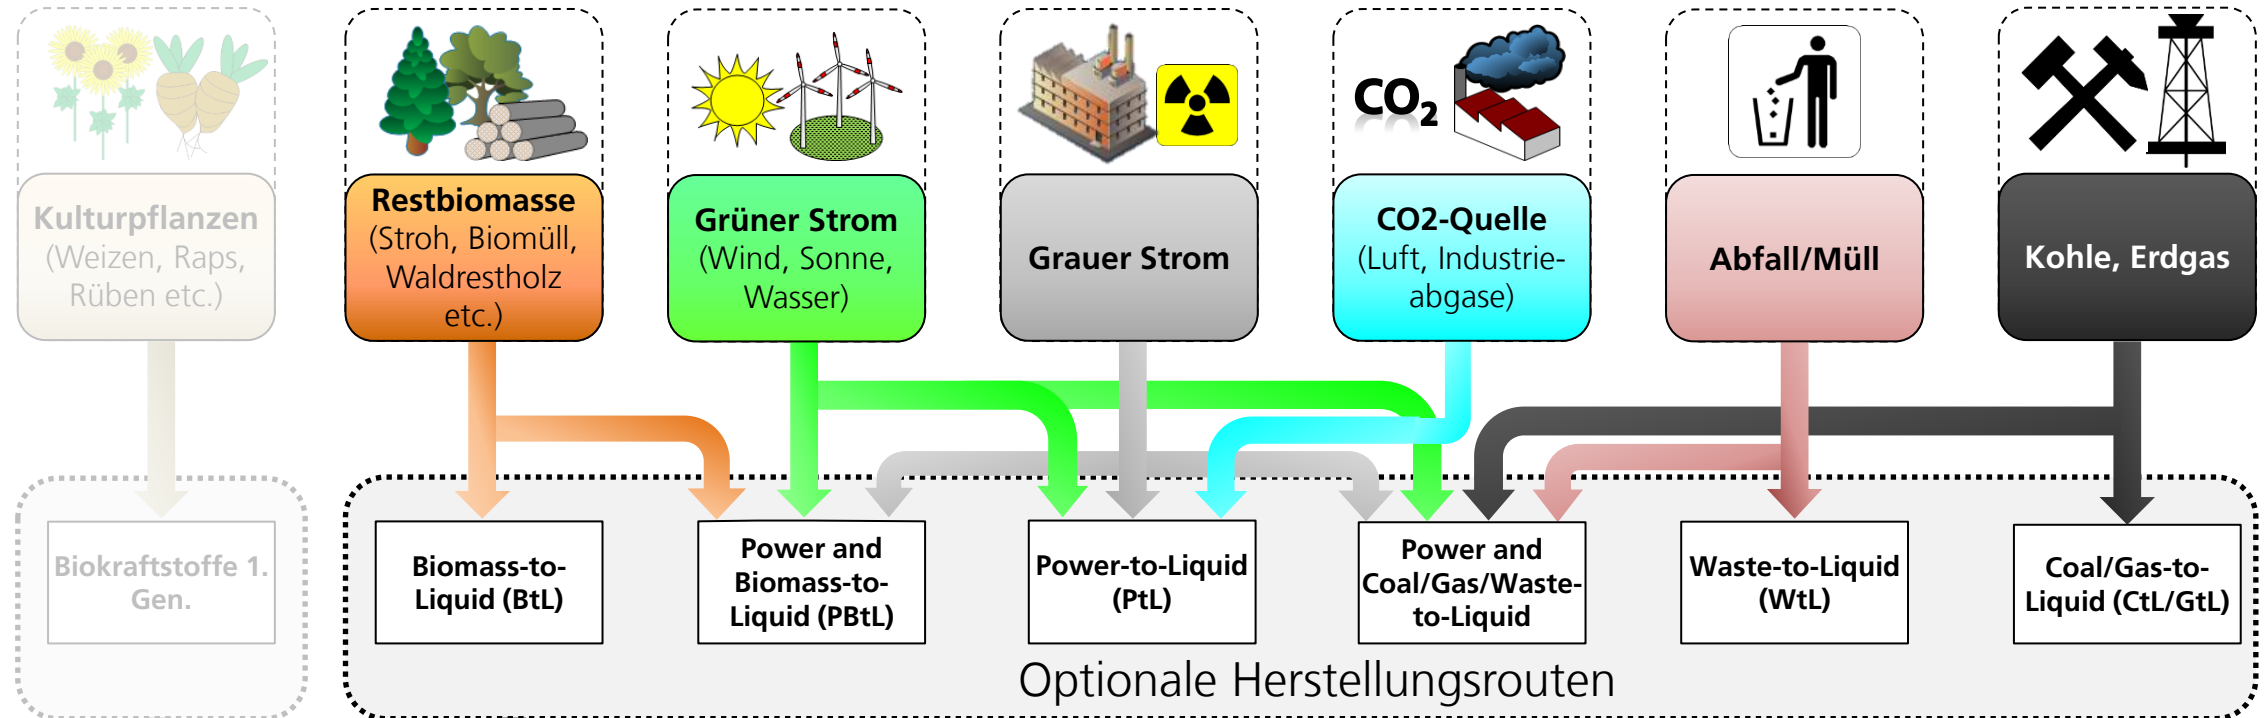 CO2
Kulturpflanzen
(Weizen, Raps,
Rüben etc.)
Restbiomasse
(Stroh, Biomüll,
Waldrestholz
etc.)
Grüner Strom
(Wind, Sonne,
Wasser)
Grauer Strom
CO2-Quelle
(Luft, Industrie-
abgase)
Abfall/Müll
Kohle, Erdgas
Biokraftstoffe 1.
Gen.
Biomass-to-
Liquid (BtL)
Power and
Biomass-to-
Liquid (PBtL)
Power-to-Liquid
(PtL)
Power and
Coal/Gas/Waste-
to-Liquid
Waste-to-Liquid
(WtL)
Coal/Gas-to-
Liquid (CtL/GtL)
Optionale Herstellungsrouten